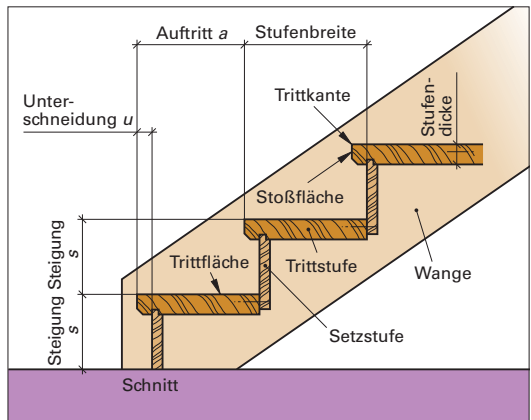 Auftritt a
Stufenbreite
Unter-
schneidung u
Trittkante
Stufen-
dicke
Stoßfläche
Steigung
s
Trittfläche
Trittstufe
Wange
Steigung
s
Setzstufe
Schnitt